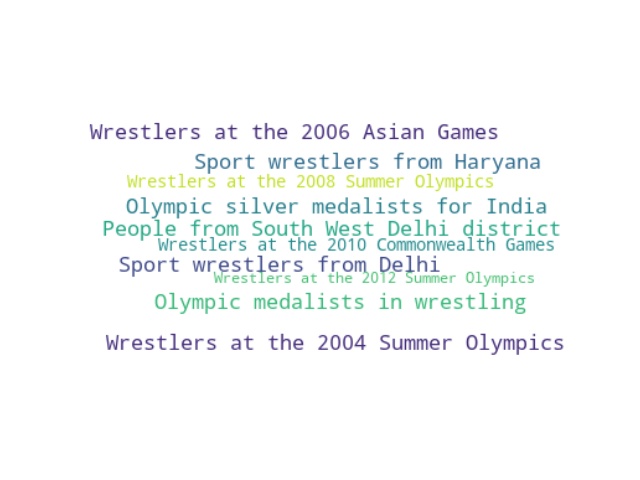 Wrestlers at the 2006 Asian Games
Sport wrestlers from Haryana
Wrestlers at the 2008 Summer Olympics
Olympic silver medalists for India
People from South West Delhi district
Wrestlers at the 2010 Commonwealth Games
Sport wrestlers from Delhi
Wrestlers at the 2012 Summer Olympics
Olympic medalists in wrestling
Wrestlers at the 2004 Summer Olympics